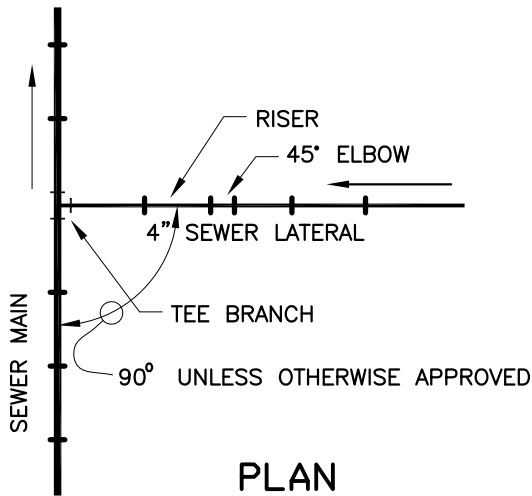 RISER
45° ELBOW
4" SEWER LATERAL
TEE BRANCH
SEWER MAIN
90° UNLESS OTHERWISE APPROVED
PLAN